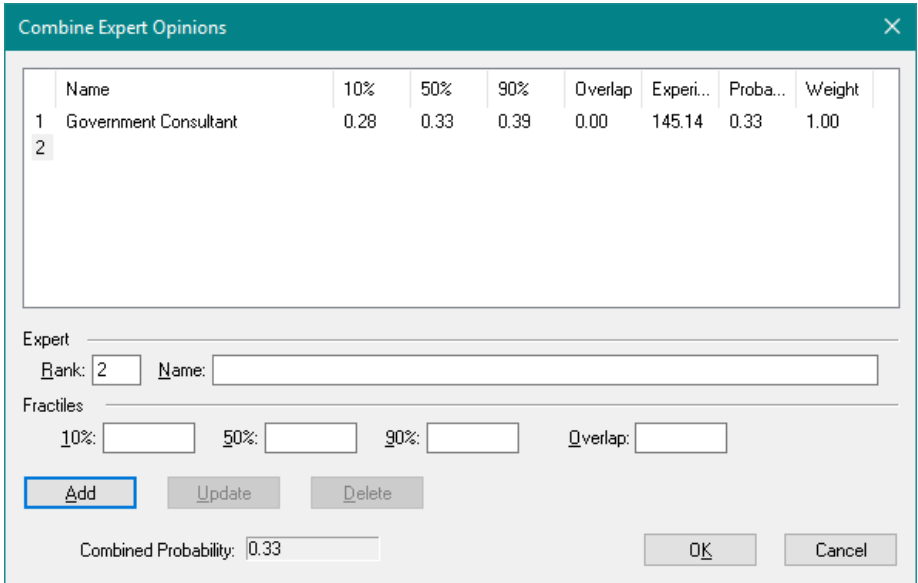 Combine Expert Opinions
Name 10% 50% 90% Overlap Experi... Proba... Weight
1 Government Consultant 0.28 0.33 0.39 0.00 145.14 0.33 1.00
2
Expert
Rank: 2 Name:
Fractiles
10%: 50%: 90%: Overlap:
Add Update Delete
Combined Probability: 0.33 OK Cancel